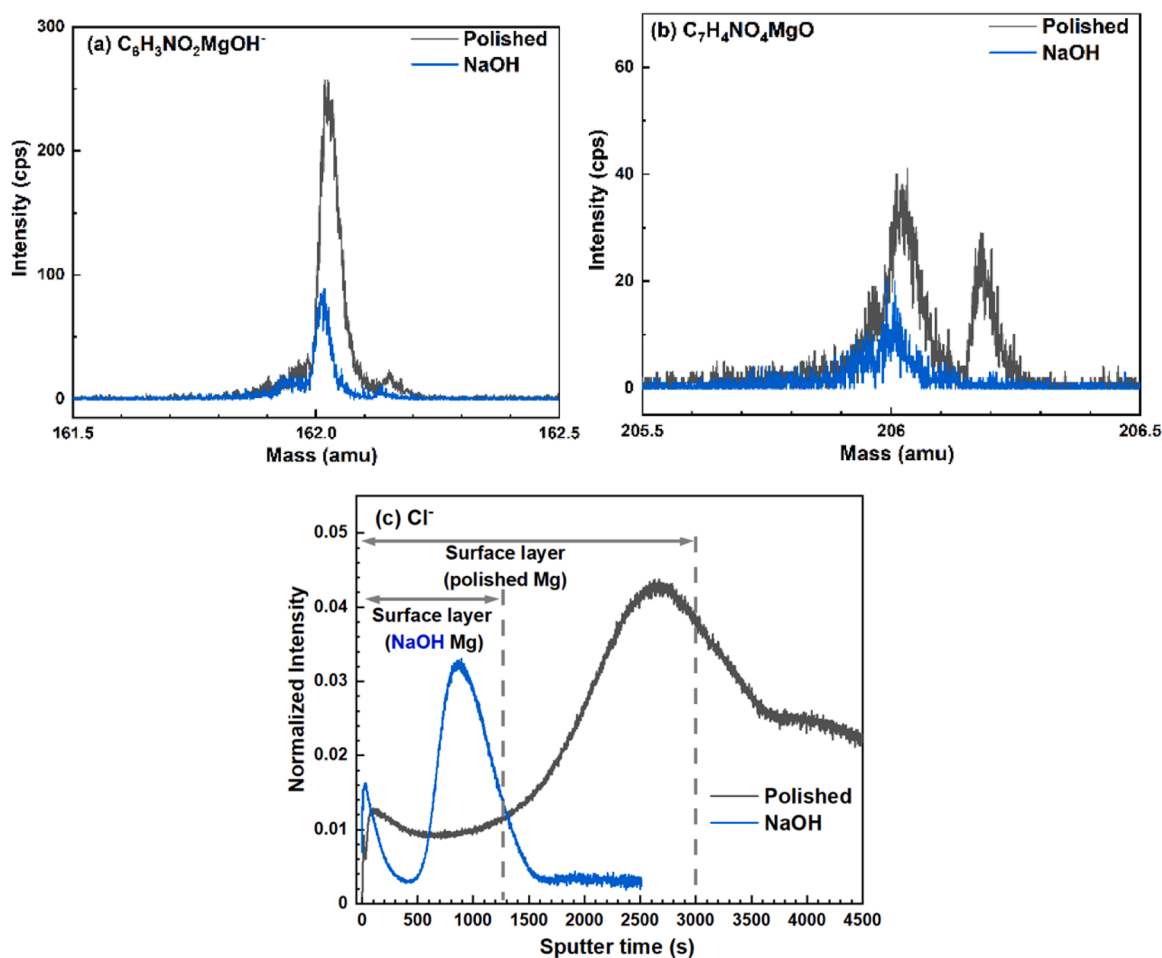 (a) C₆H₃NO₂MgOH⁻
Polished
NaOH
Intensity (cps)
300
200
100
0
161.5
162.0
162.5
Mass (amu)
(b) C₇H₄NO₄MgO
Polished
NaOH
Intensity (cps)
60
40
20
0
205.5
206
206.5
Mass (amu)
(c) Cl⁻
Surface layer
(polished Mg)
Surface layer
(NaOH Mg)
Polished
NaOH
Normalized Intensity
0.05
0.04
0.03
0.02
0.01
0
0 500 1000 1500 2000 2500 3000 3500 4000 4500
Sputter time (s)